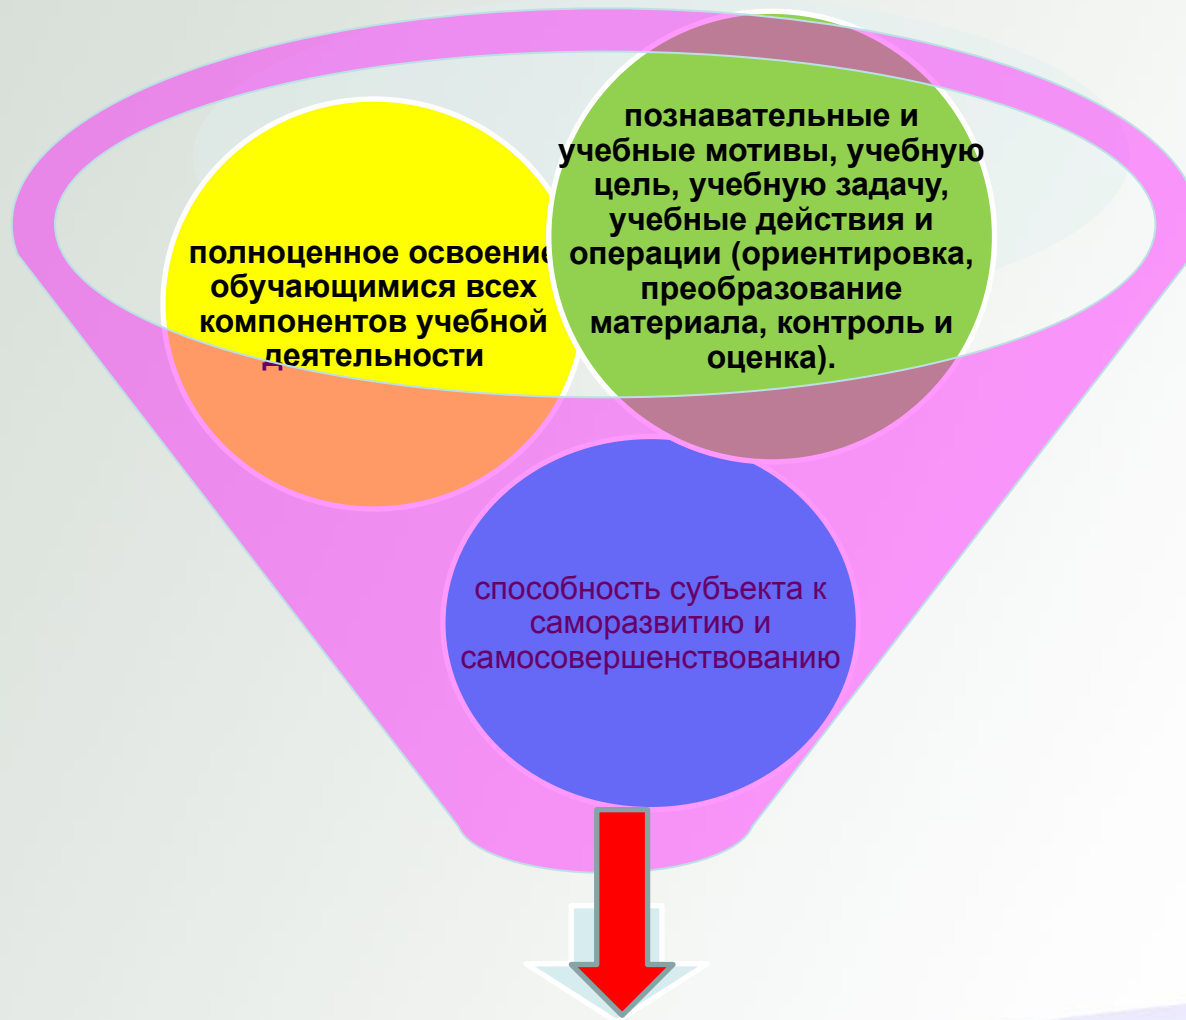 полноценное освоение
обучающимися всех
компонентов учебной
деятельности
познавательные и
учебные мотивы, учебную
цель, учебную задачу,
учебные действия и
операции (ориентировка,
преобразование
материала, контроль и
оценка).
способность субъекта к
саморазвитию и
самосовершенствованию